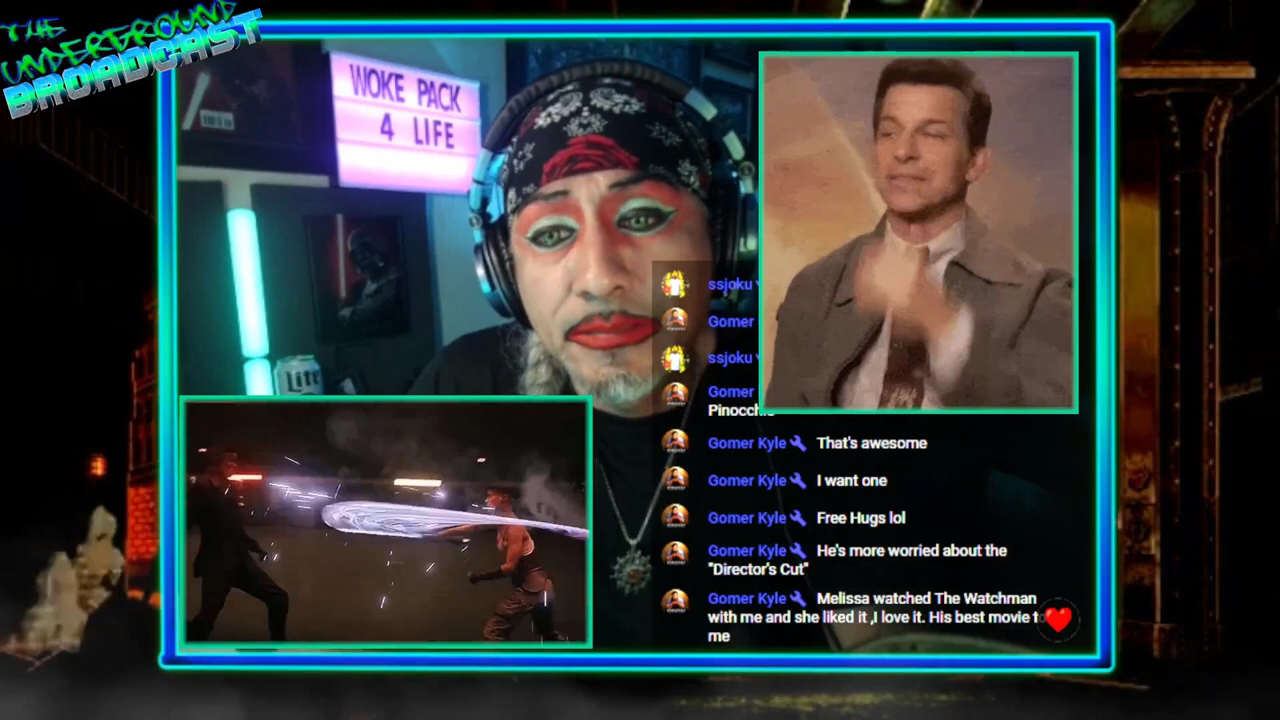 THE
UNDERGROUND
BROADCAST
WOKE PACK
4 LIFE
Lite
ssjoku
Gomer
ssjoku
Gomer
Pinocchio
Gomer Kyle That's awesome
Gomer Kyle I want one
Gomer Kyle Free Hugs lol
Gomer Kyle He's more worried about the
"Director's Cut"
Gomer Kyle Melissa watched The Watchman
with me and she liked it ,I love it. His best movie to
me